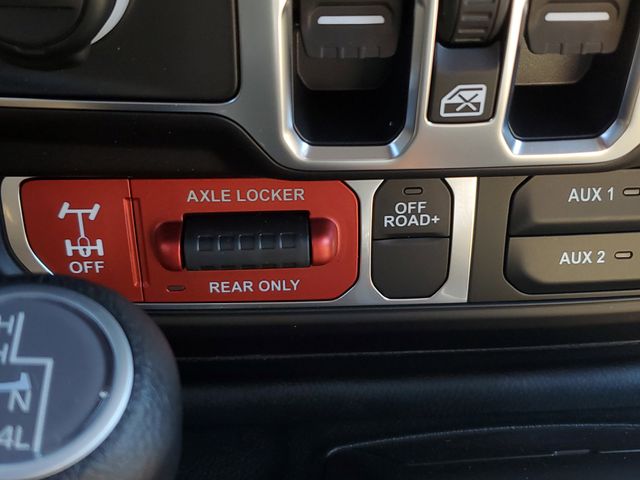 AXLE LOCKER
OFF
REAR ONLY
OFF
ROAD+
AUX 1
AUX 2
H
H
N
4L